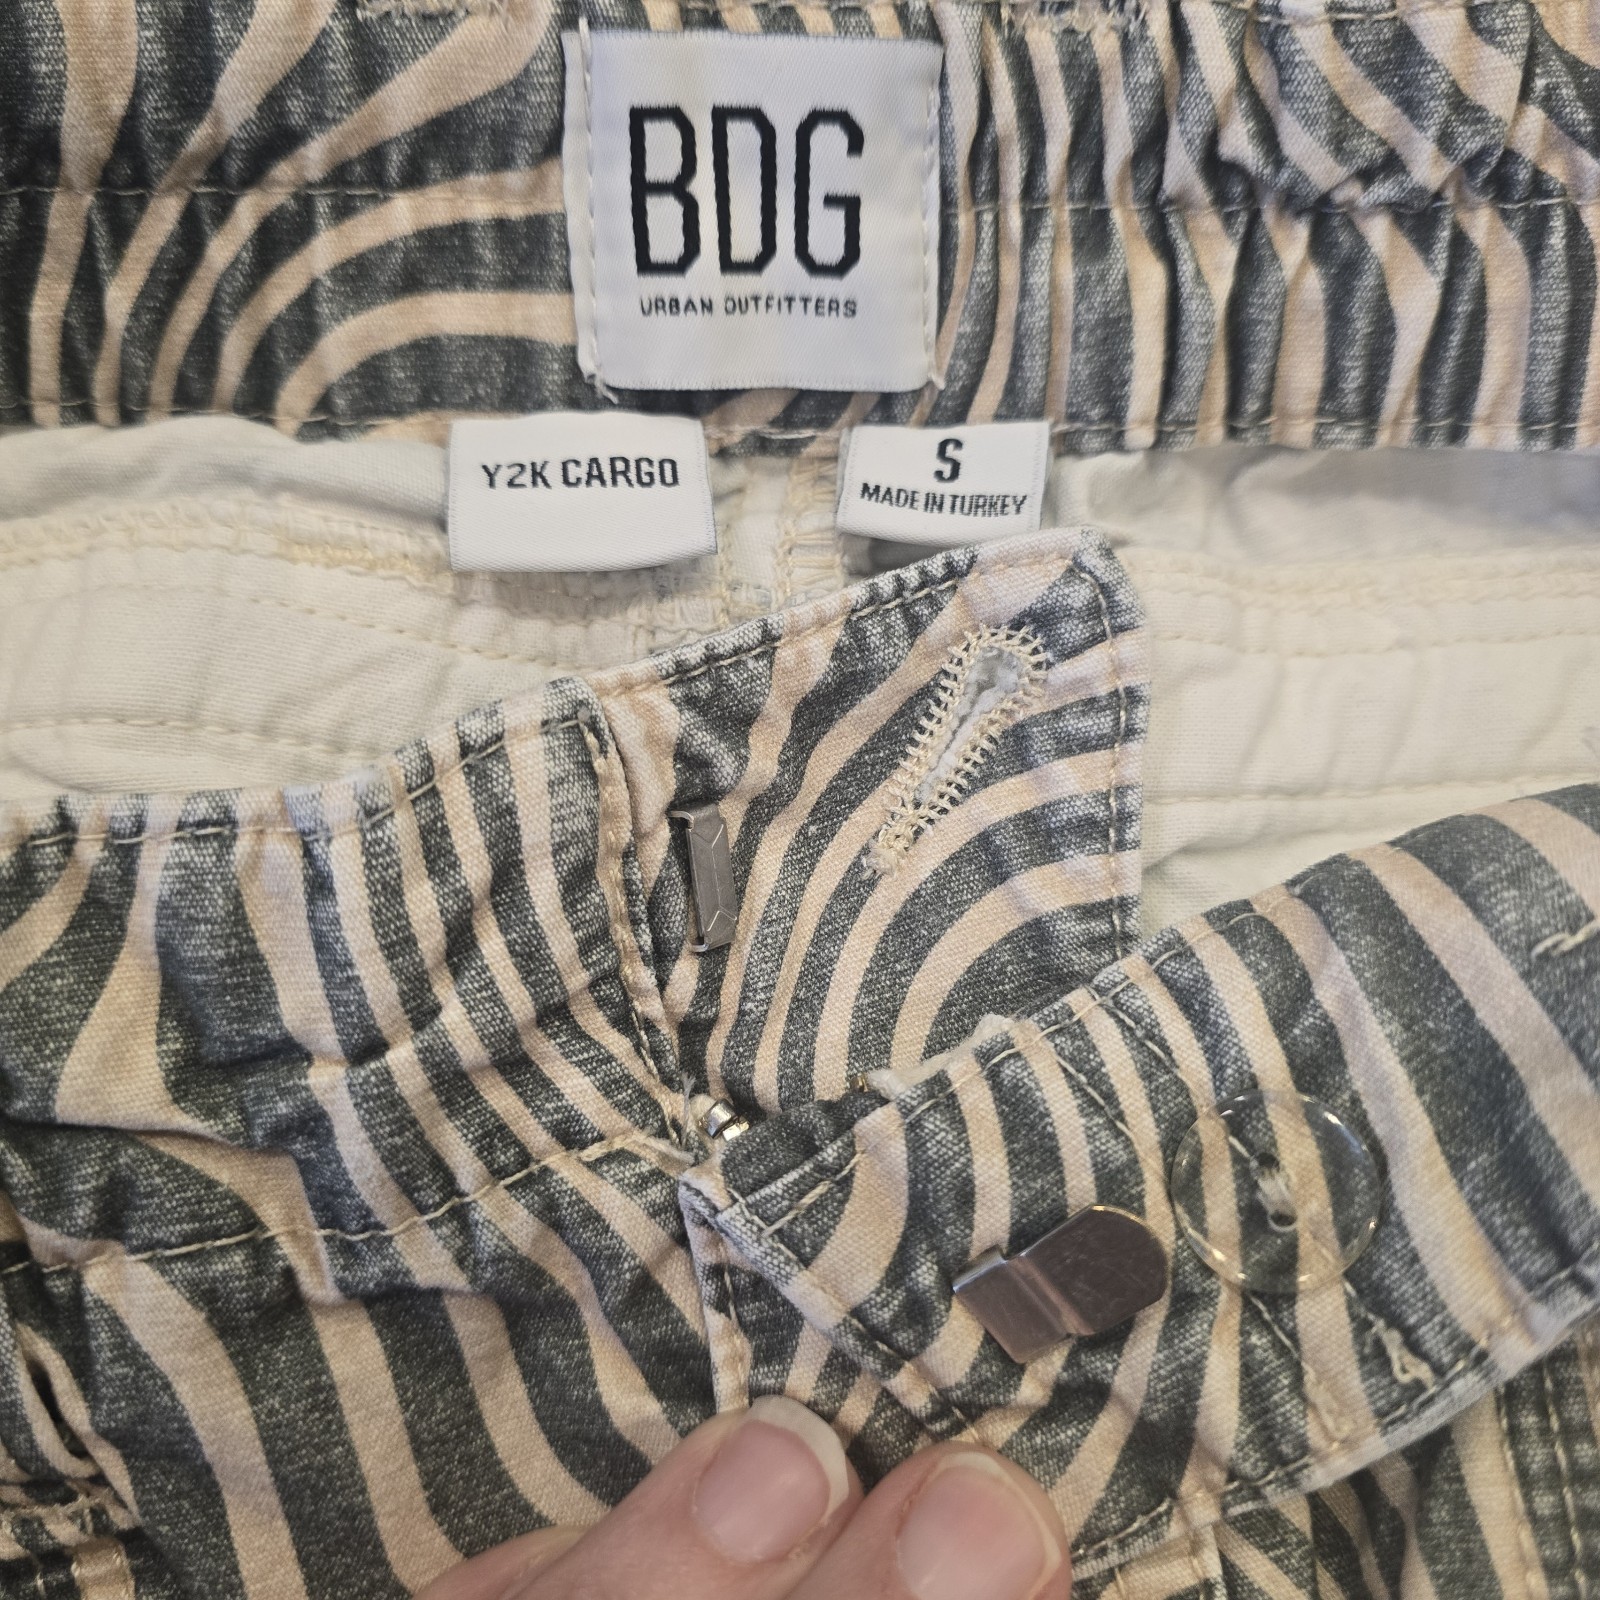 BDG
URBAN OUTFITTERS
Y2K CARGO
S
MADE IN TURKEY